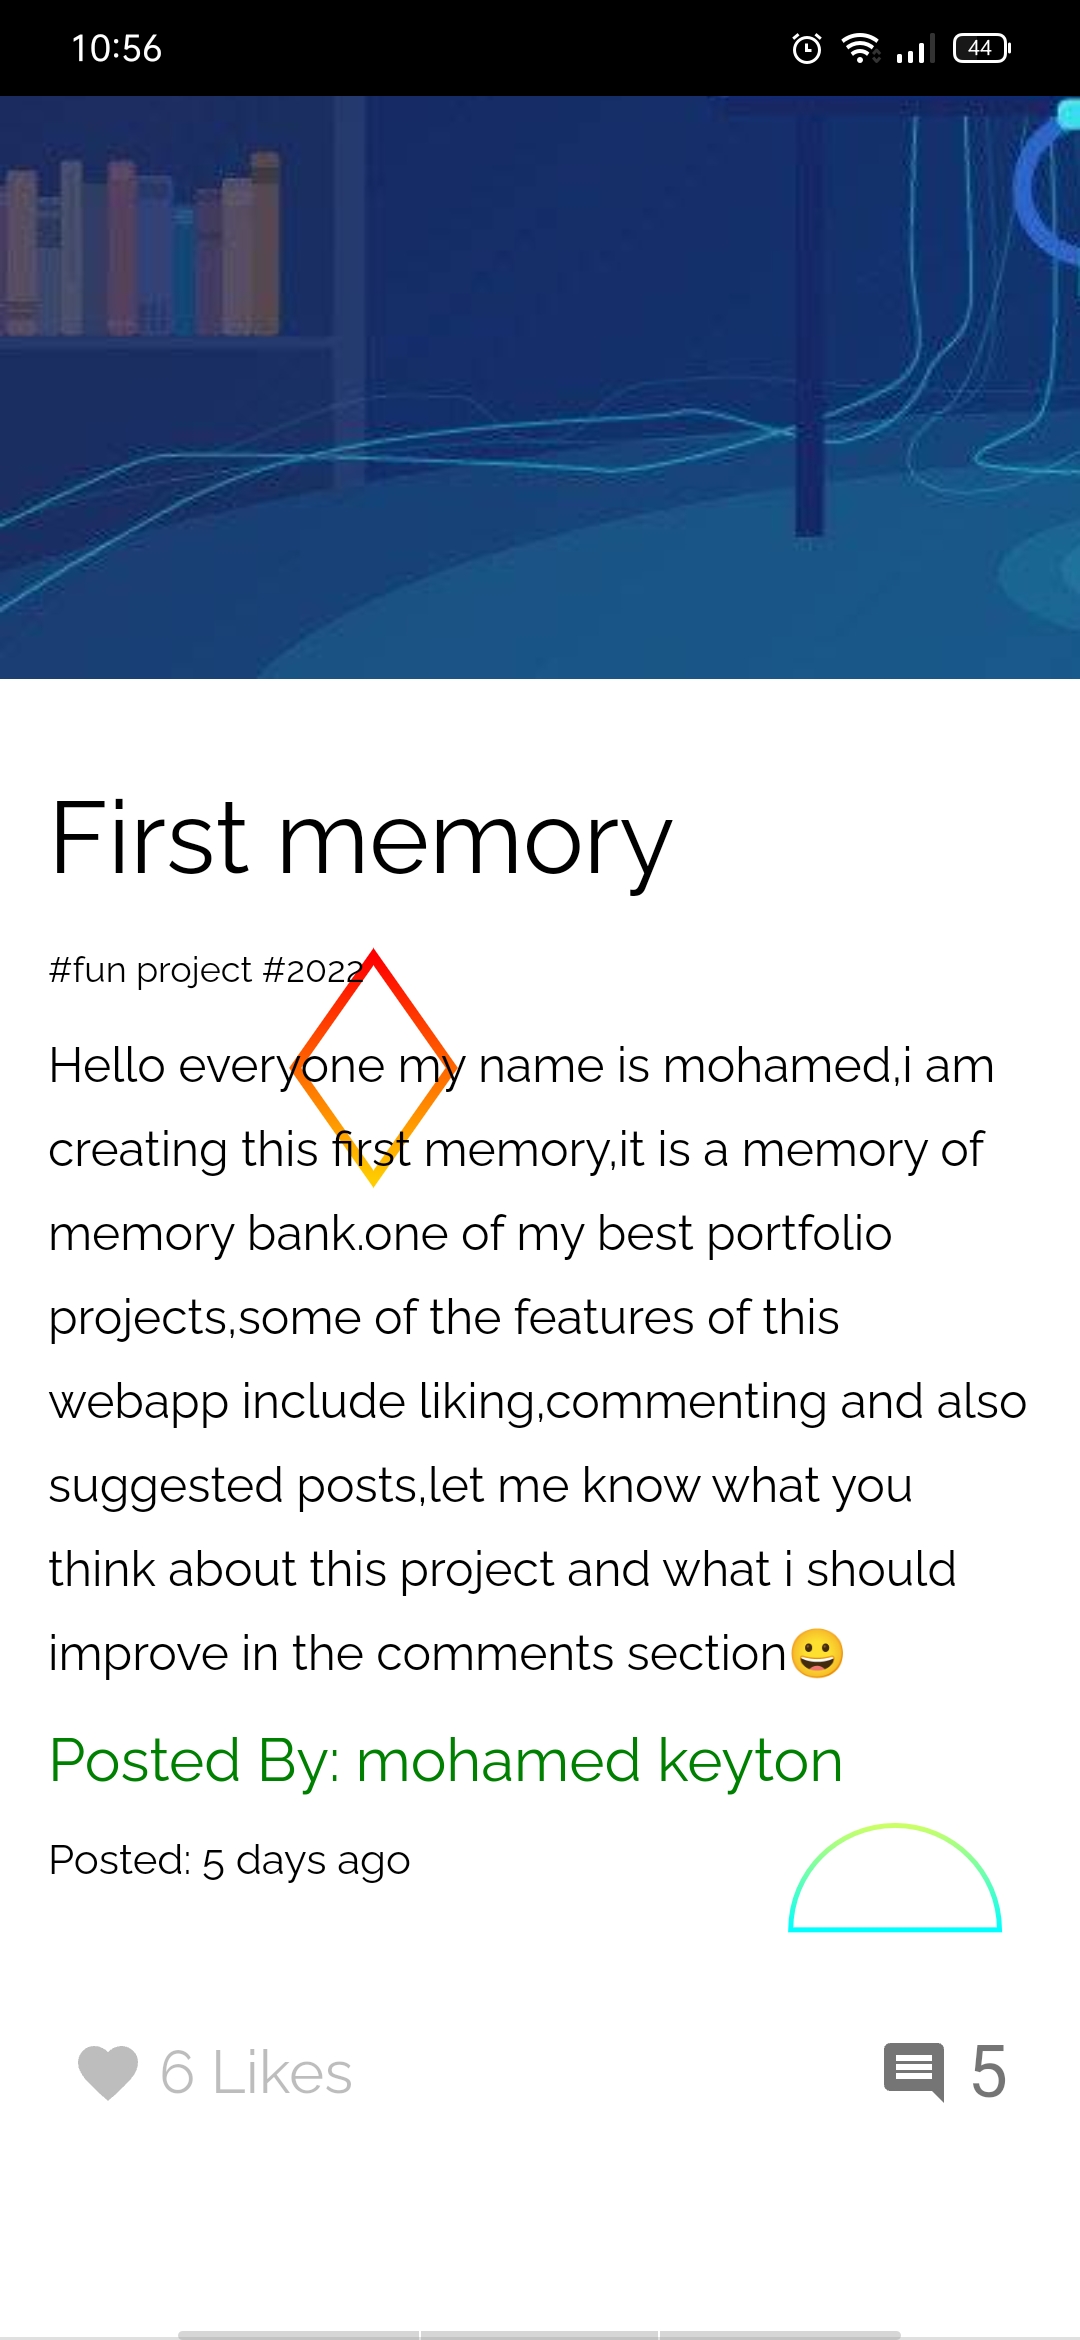 10:56
44
First memory
#fun project #2022
Hello everyone my name is mohamed,i am
creating this first memory,it is a memory of
memory bank.one of my best portfolio
projects,some of the features of this
webapp include liking,commenting and also
suggested posts,let me know what you
think about this project and what i should
improve in the comments section😀
Posted By: mohamed keyton
Posted: 5 days ago
6 Likes
5